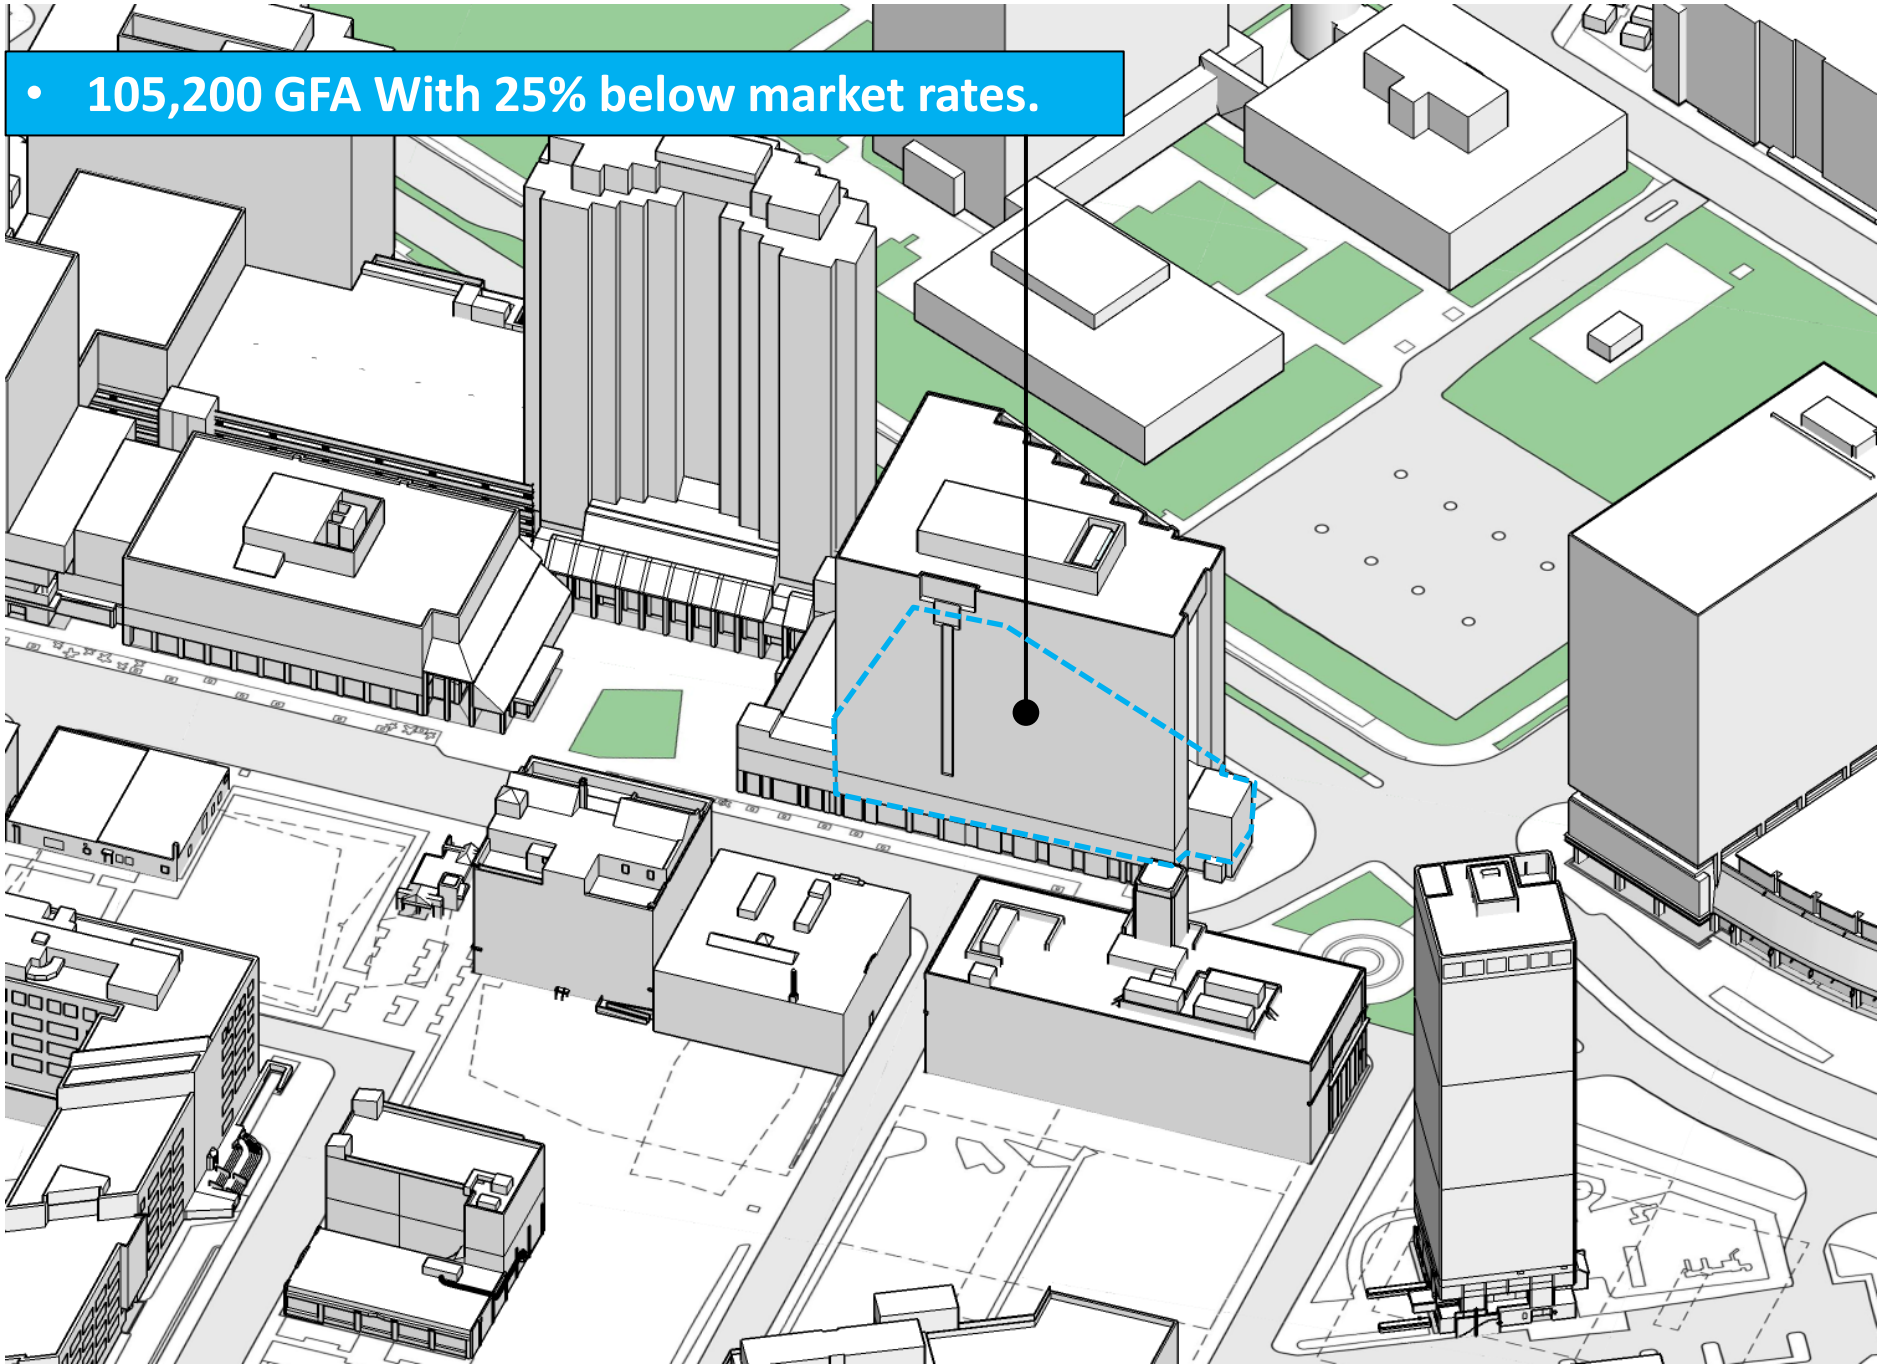 • 105,200 GFA With 25% below market rates.